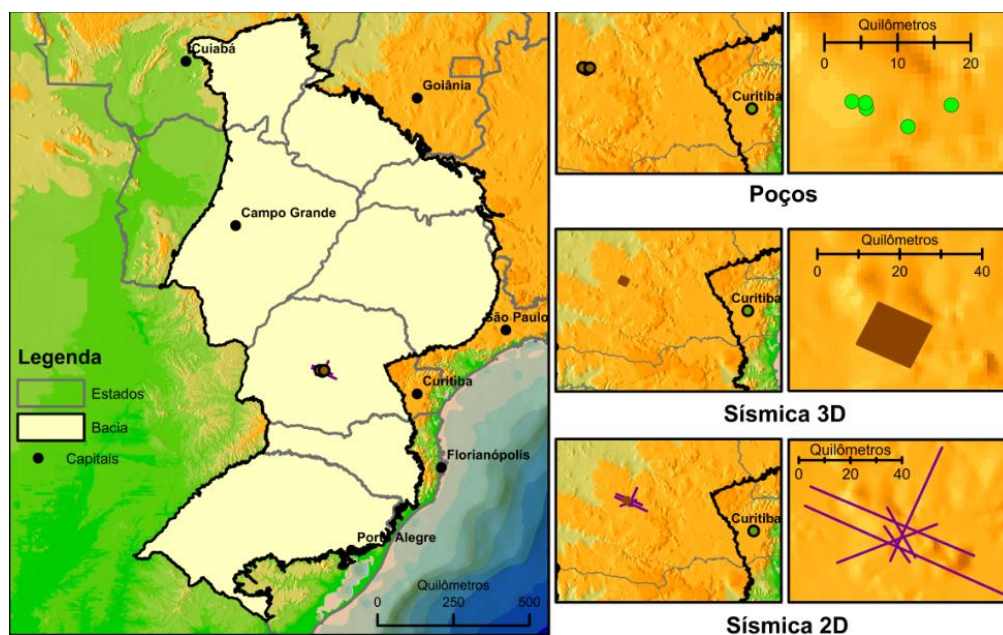 Cuiabá
Goiânia
Campo Grande
São Paulo
Curitiba
Florianópolis
Porto Alegre
Legenda
Estados
Bacia
Capitais
Quilômetros
0 250 500
Curitiba
Quilômetros
0 10 20
Poços
Curitiba
Quilômetros
0 20 40
Sísmica 3D
Curitiba
Quilômetros
0 20 40
Sísmica 2D